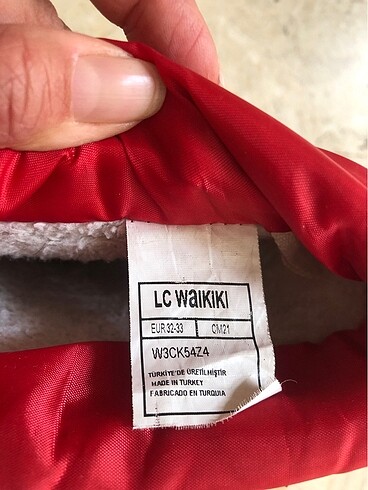 LC Waikiki
EUR 32-33 CM21
W3CK54Z4
TÜRKİYE'DE ÜRETİLMİŞTİR
MADE IN TURKEY
FABRICADO EN TURQUIA